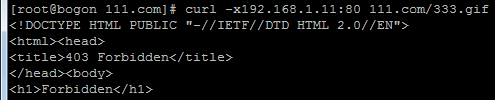 [root@bogon 111.com]# curl -x192.168.1.11:80 111.com/333.gif
<!DOCTYPE HTML PUBLIC "-//IETF//DTD HTML 2.0//EN">
<html><head>
<title>403 Forbidden</title>
</head><body>
<h1>Forbidden</h1>